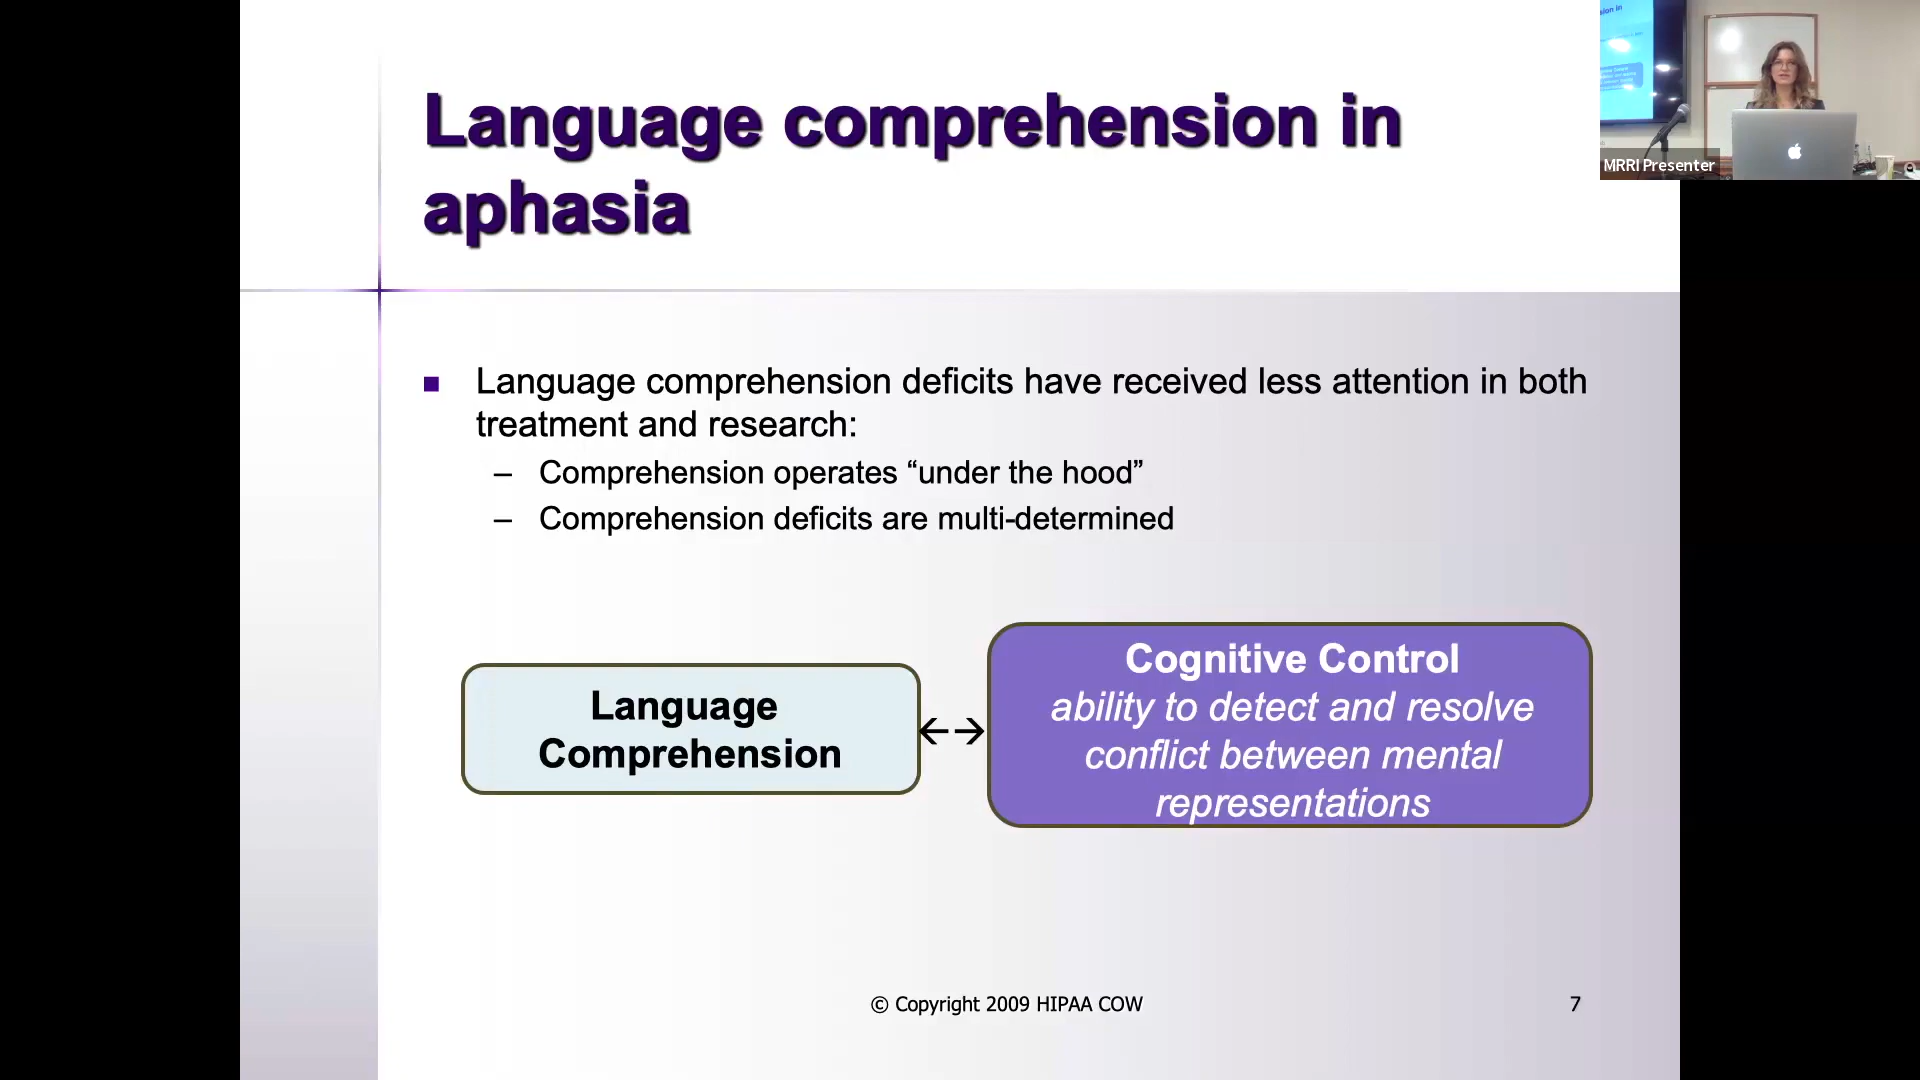 Language comprehension in
aphasia
Language comprehension deficits have received less attention in both
treatment and research:
– Comprehension operates “under the hood”
– Comprehension deficits are multi-determined
Language
Comprehension
←→
Cognitive Control
ability to detect and resolve
conflict between mental
representations
© Copyright 2009 HIPAA COW
7
MRRI Presenter